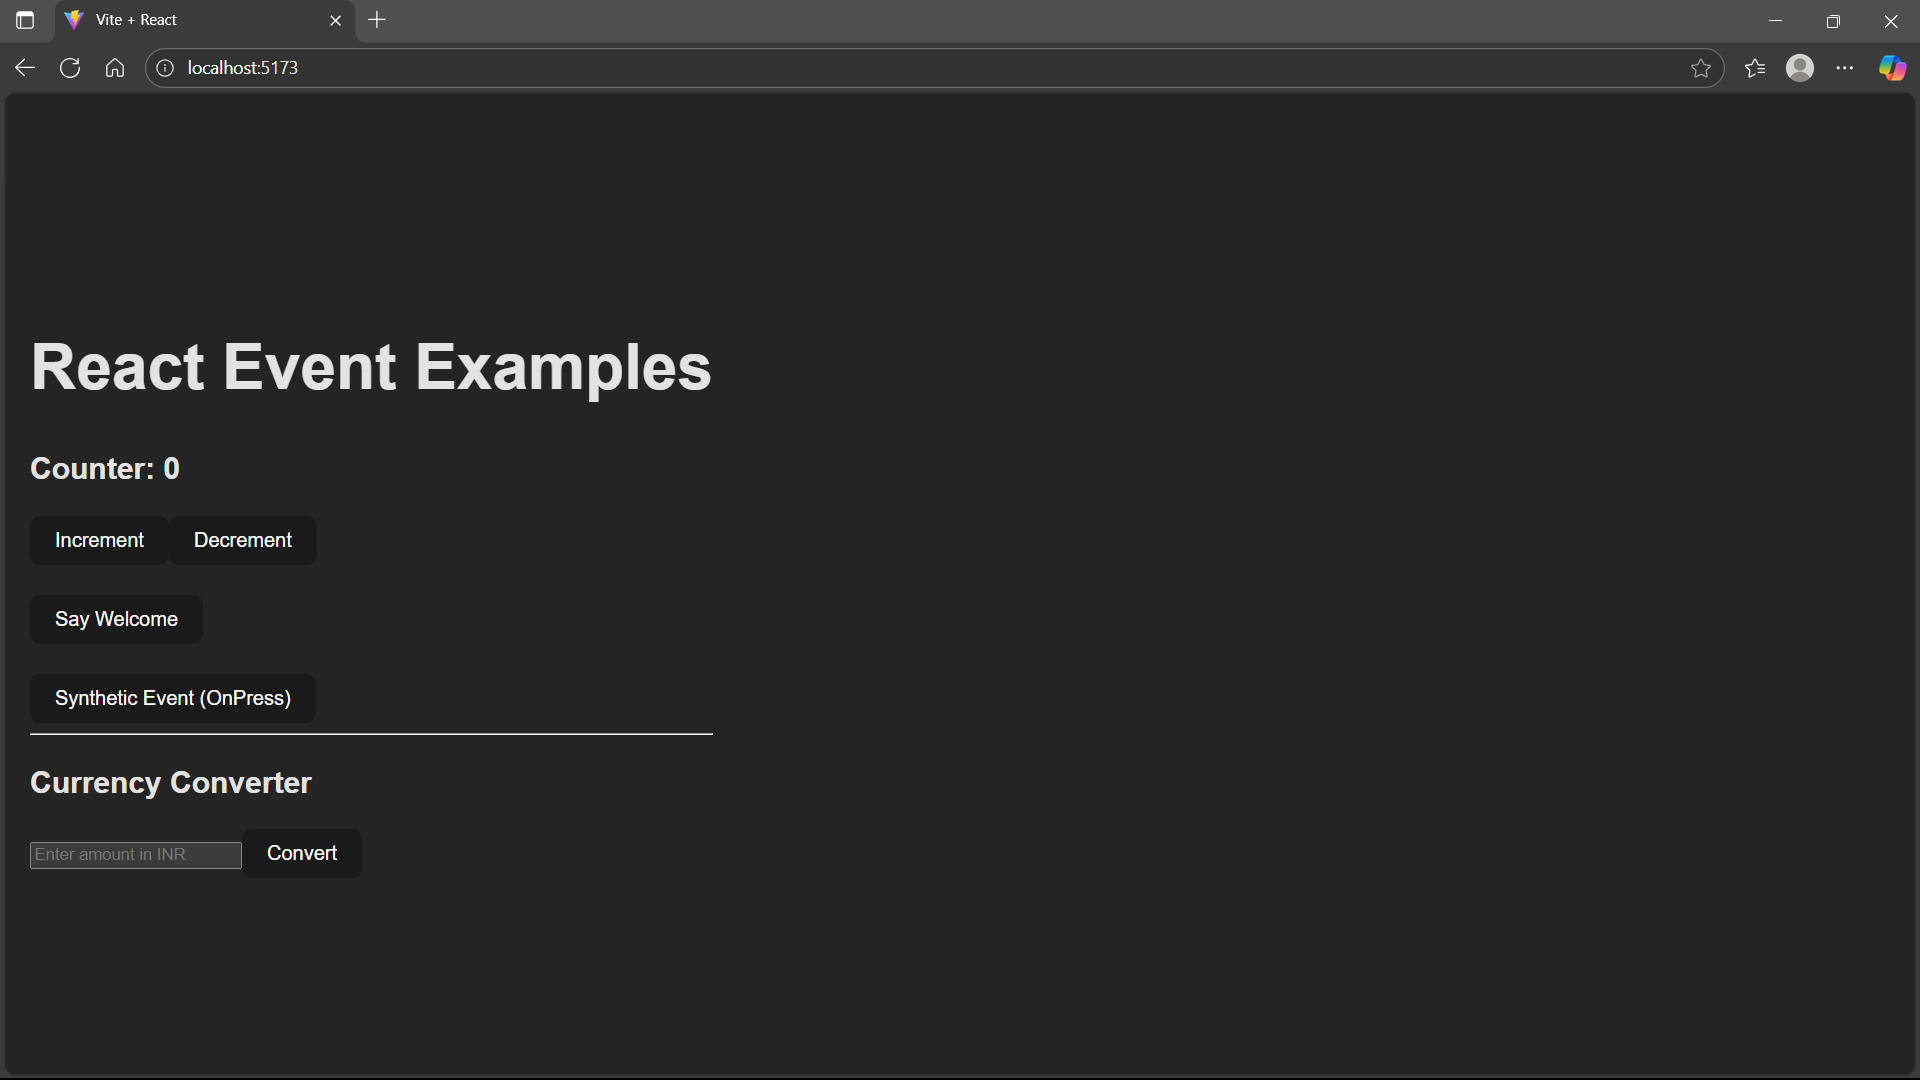 Vite + React
localhost:5173
React Event Examples
Counter: 0
Increment Decrement
Say Welcome
Synthetic Event (OnPress)
Currency Converter
Enter amount in INR Convert